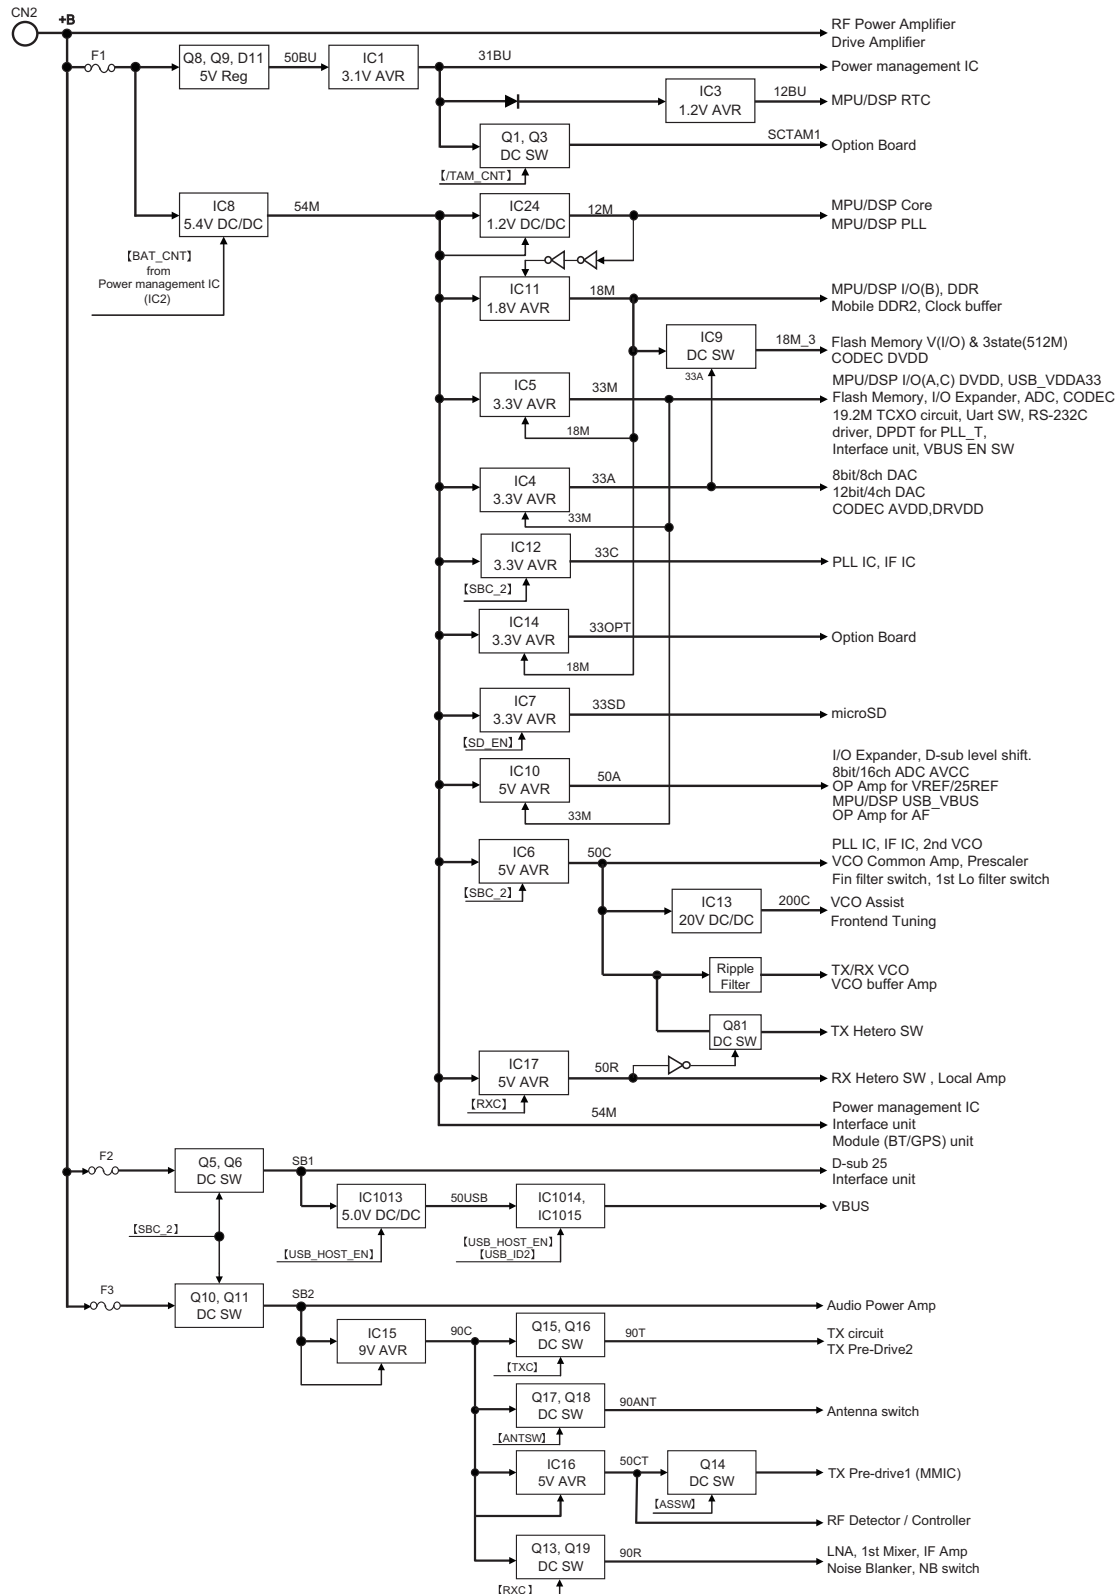 CN2
+B
RF Power Amplifier
Drive Amplifier
F1
Q8, Q9, D11
5V Reg
50BU
IC1
3.1V AVR
31BU
Power management IC
IC3
1.2V AVR
12BU
MPU/DSP RTC
Q1, Q3
DC SW
SCTAM1
Option Board
【/TAM_CNT】
IC8
5.4V DC/DC
54M
IC24
1.2V DC/DC
12M
MPU/DSP Core
MPU/DSP PLL
【BAT_CNT】
from
Power management IC
(IC2)
IC11
1.8V AVR
18M
MPU/DSP I/O(B), DDR
Mobile DDR2, Clock buffer
IC9
DC SW
18M_3
33A
Flash Memory V(I/O) & 3state(512M)
CODEC DVDD
IC5
3.3V AVR
33M
18M
MPU/DSP I/O(A,C) DVDD, USB_VDDA33
Flash Memory, I/O Expander, ADC, CODEC
19.2M TCXO circuit, Uart SW, RS-232C
driver, DPDT for PLL_T,
Interface unit, VBUS EN SW
IC4
3.3V AVR
33A
33M
8bit/8ch DAC
12bit/4ch DAC
CODEC AVDD,DRVDD
IC12
3.3V AVR
33C
【SBC_2】
PLL IC, IF IC
IC14
3.3V AVR
33OPT
18M
Option Board
IC7
3.3V AVR
33SD
【SD_EN】
microSD
IC10
5V AVR
50A
33M
I/O Expander, D-sub level shift.
8bit/16ch ADC AVCC
OP Amp for VREF/25REF
MPU/DSP USB_VBUS
OP Amp for AF
IC6
5V AVR
50C
【SBC_2】
PLL IC, IF IC, 2nd VCO
VCO Common Amp, Prescaler
Fin filter switch, 1st Lo filter switch
IC13
20V DC/DC
200C
VCO Assist
Frontend Tuning
Ripple
Filter
TX/RX VCO
VCO buffer Amp
Q81
DC SW
TX Hetero SW
IC17
5V AVR
50R
【RXC】
RX Hetero SW , Local Amp
54M
Power management IC
Interface unit
Module (BT/GPS) unit
F2
Q5, Q6
DC SW
SB1
D-sub 25
Interface unit
IC1013
5.0V DC/DC
50USB
IC1014,
IC1015
VBUS
【SBC_2】
【USB_HOST_EN】
【USB_HOST_EN】
【USB_ID2】
F3
Q10, Q11
DC SW
SB2
Audio Power Amp
IC15
9V AVR
90C
Q15, Q16
DC SW
90T
【TXC】
TX circuit
TX Pre-Drive2
Q17, Q18
DC SW
90ANT
【ANTSW】
Antenna switch
IC16
5V AVR
50CT
Q14
DC SW
【ASSW】
TX Pre-drive1 (MMIC)
RF Detector / Controller
Q13, Q19
DC SW
90R
【RXC】
LNA, 1st Mixer, IF Amp
Noise Blanker, NB switch